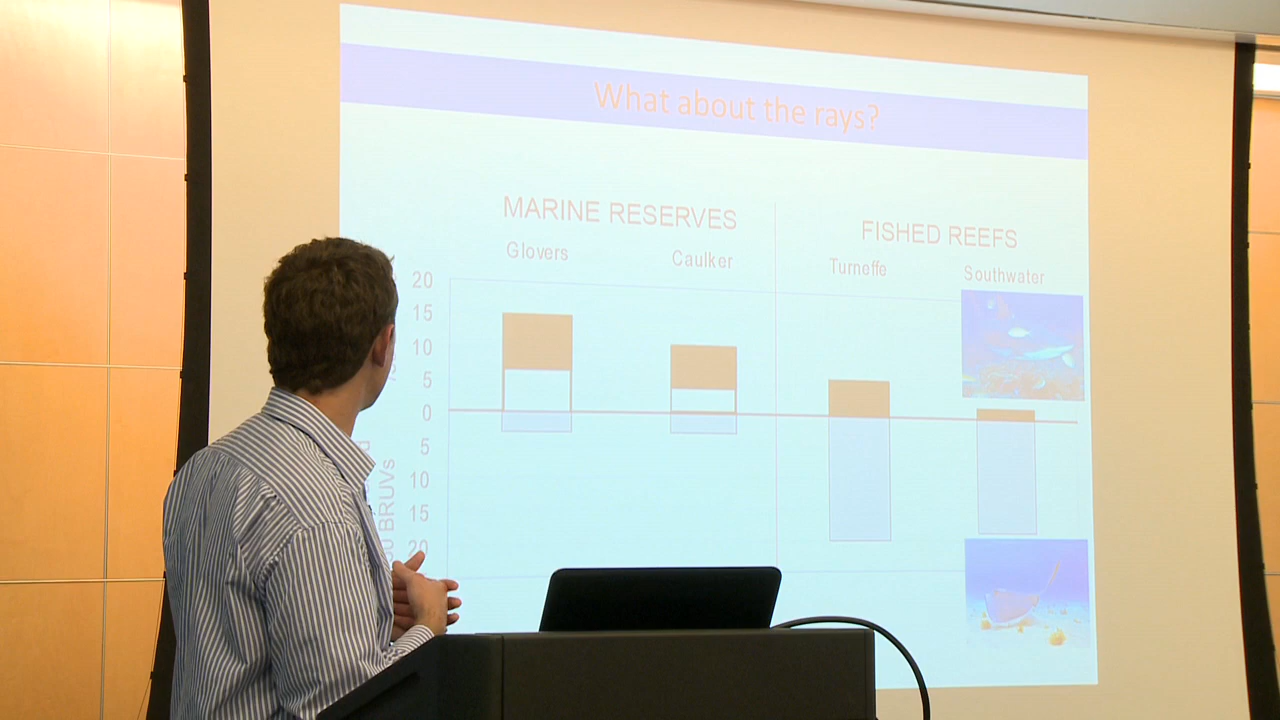 What about the rays?
MARINE RESERVES
FISHED REEFS
Glovers
Caulker
Turneffe
Southwater
20
15
10
5
0
5
10
15
20
BRUVs